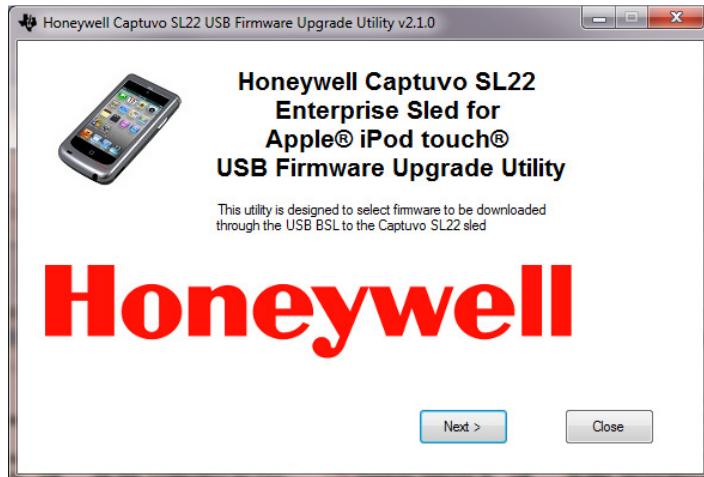 Honeywell Captuvo SL22 USB Firmware Upgrade Utility v2.1.0
Honeywell Captuvo SL22
Enterprise Sled for
Apple® iPod touch®
USB Firmware Upgrade Utility
This utility is designed to select firmware to be downloaded
through the USB BSL to the Captuvo SL22 sled
Honeywell
Next > Close